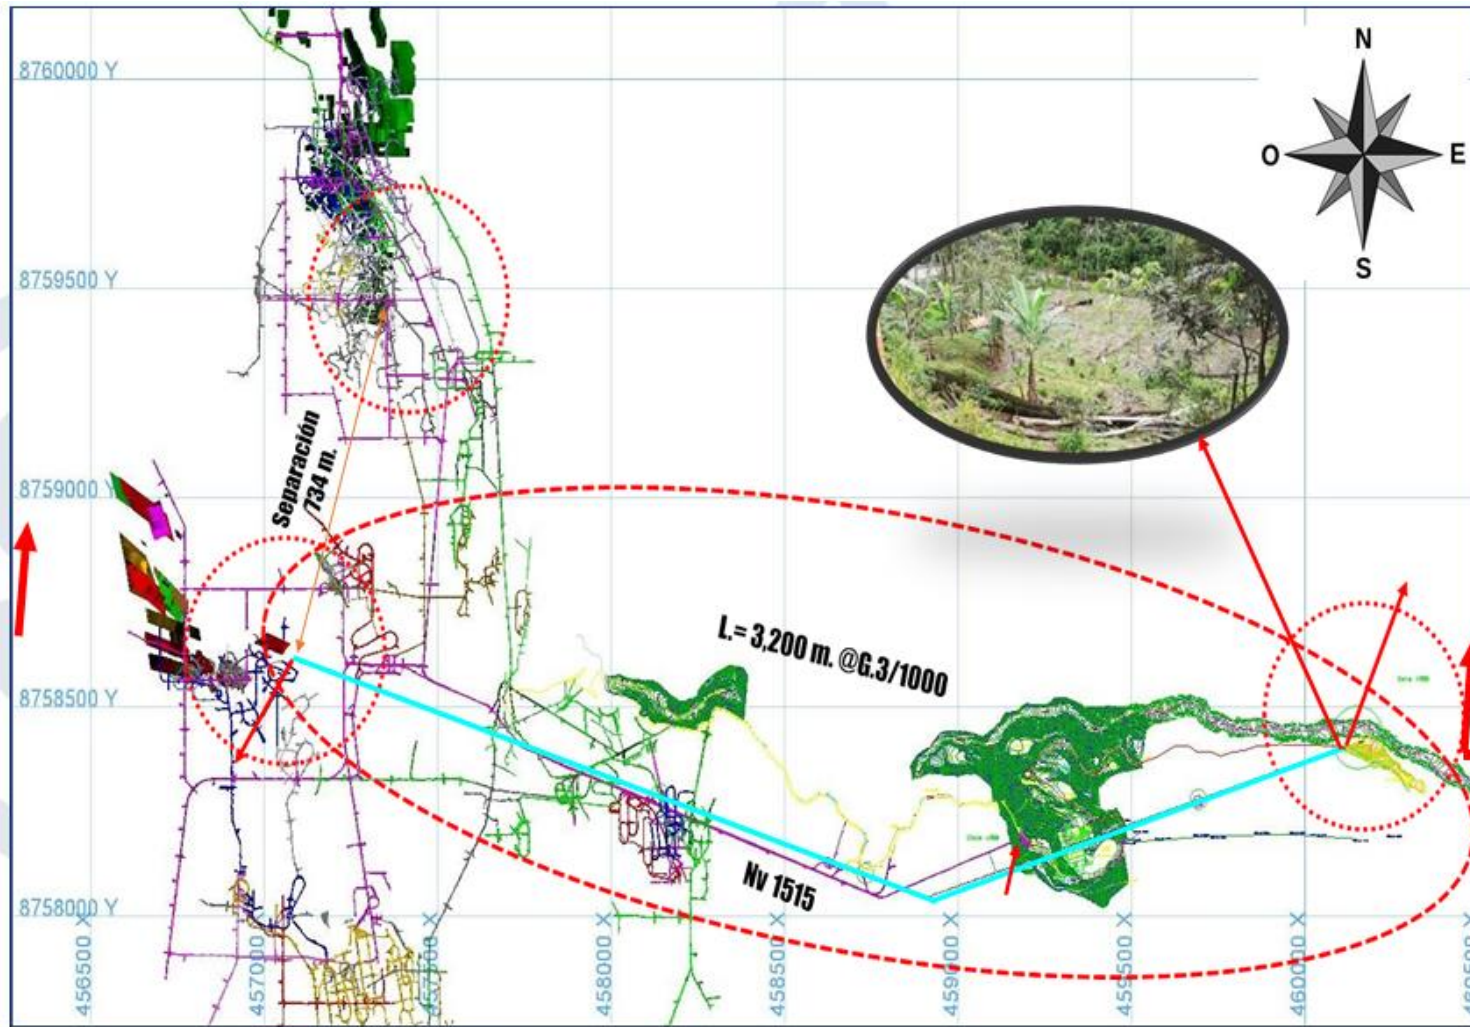 N
O
E
S
8760000 Y
8759500 Y
8759000 Y
8758500 Y
8758000 Y
Separación
734 m.
L.= 3,200 m. @G.3/1000
Nv 1515
456500 X
457000 X
457500 X
458000 X
458500 X
459000 X
459500 X
460000 X